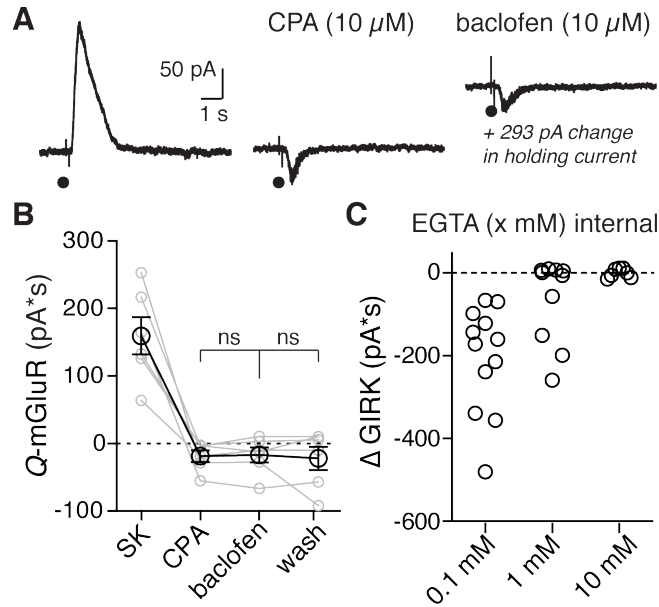 A
CPA (10 µM)
baclofen (10 µM)
50 pA
1 s
+ 293 pA change
in holding current
B
Q-mGluR (pA*s)
300
200
100
0
-100
ns
ns
SK
CPA
baclofen
wash
C
EGTA (x mM) internal
Δ GIRK (pA*s)
0
-200
-400
-600
0.1 mM
1 mM
10 mM